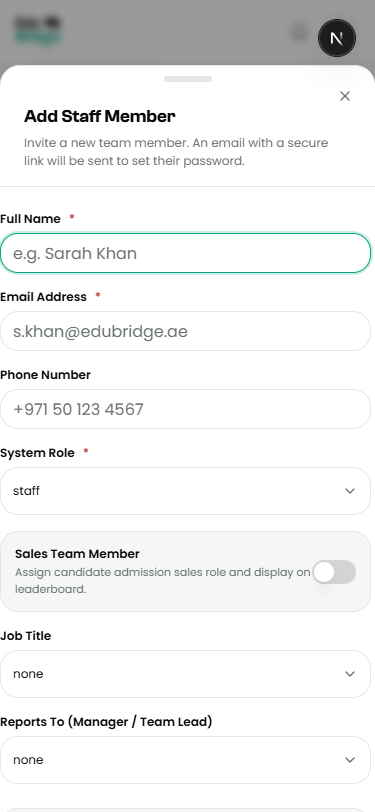 N
Add Staff Member
Invite a new team member. An email with a secure
link will be sent to set their password.
Full Name *
e.g. Sarah Khan
Email Address *
s.khan@edubridge.ae
Phone Number
+971 50 123 4567
System Role *
staff
Sales Team Member
Assign candidate admission sales role and display on
leaderboard.
Job Title
none
Reports To (Manager / Team Lead)
none